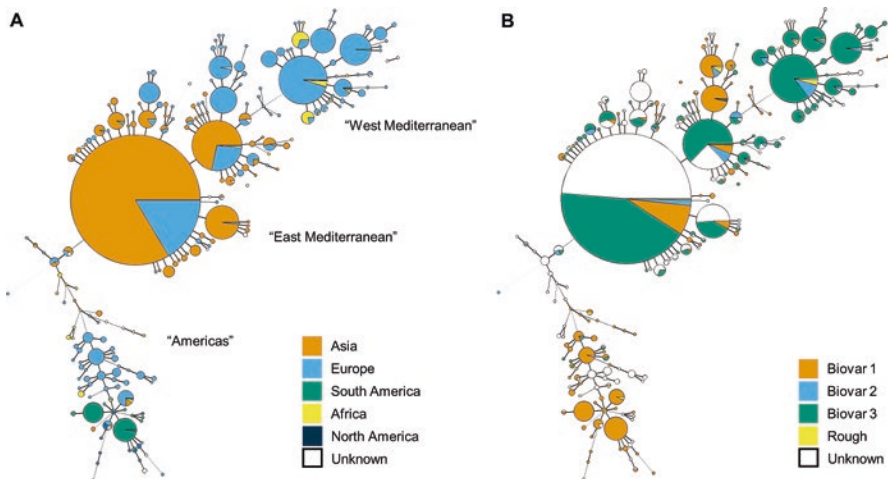 A
B
"West Mediterranean"
"East Mediterranean"
"Americas"
Asia
Europe
South America
Africa
North America
Unknown
Biovar 1
Biovar 2
Biovar 3
Rough
Unknown